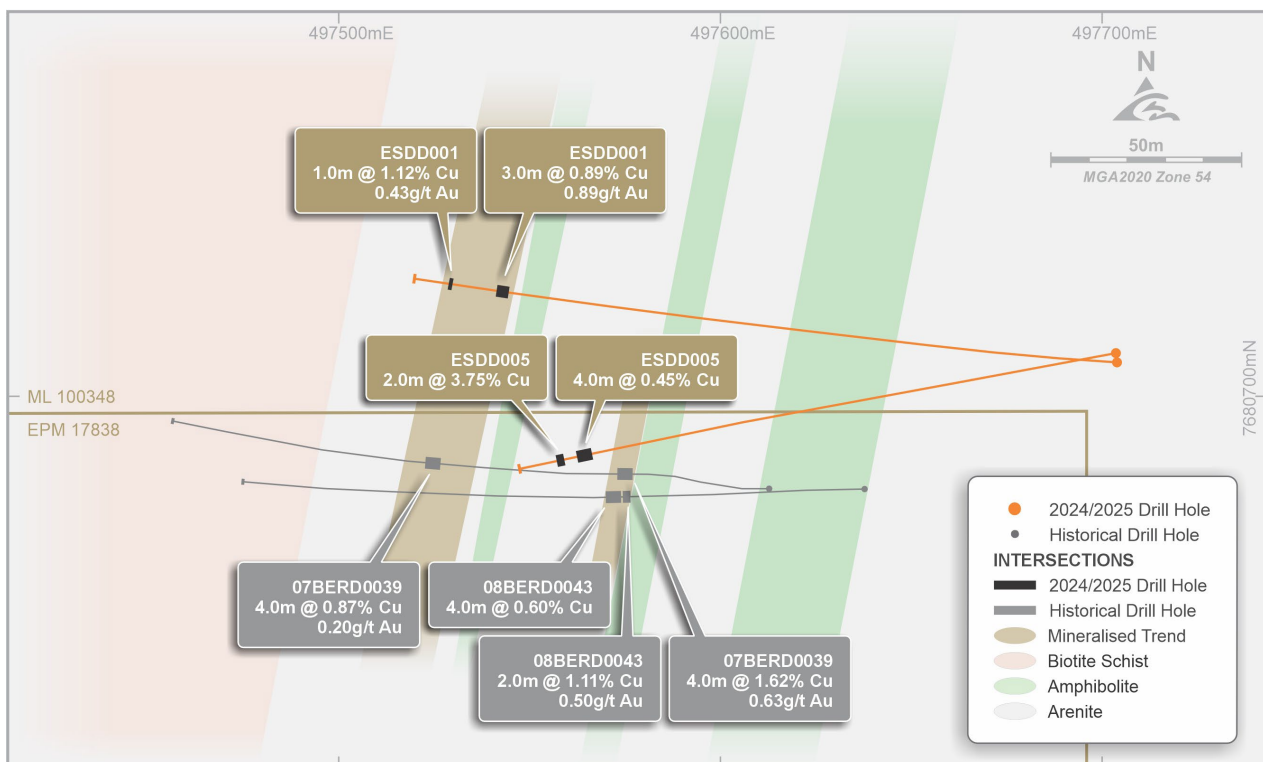 497500mE
497600mE
497700mE
N
50m
MGA2020 Zone 54
ESDD001
1.0m @ 1.12% Cu
0.43g/t Au
ESDD001
3.0m @ 0.89% Cu
0.89g/t Au
ESDD005
2.0m @ 3.75% Cu
ESDD005
4.0m @ 0.45% Cu
7680700mN
ML 100348
EPM 17838
07BERD0039
4.0m @ 0.87% Cu
0.20g/t Au
08BERD0043
4.0m @ 0.60% Cu
08BERD0043
2.0m @ 1.11% Cu
0.50g/t Au
07BERD0039
4.0m @ 1.62% Cu
0.63g/t Au
2024/2025 Drill Hole
Historical Drill Hole
INTERSECTIONS
2024/2025 Drill Hole
Historical Drill Hole
Mineralised Trend
Biotite Schist
Amphibolite
Arenite